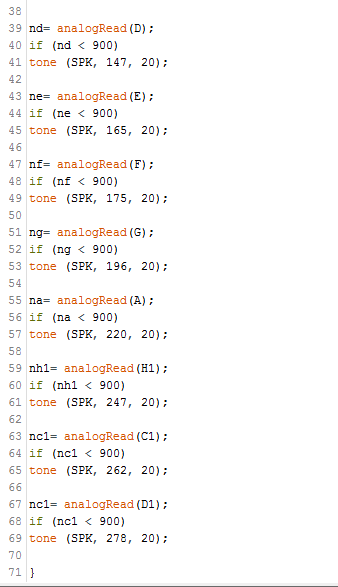 38
39 nd= analogRead(D);
40 if (nd < 900)
41 tone (SPK, 147, 20);
42
43 ne= analogRead(E);
44 if (ne < 900)
45 tone (SPK, 165, 20);
46
47 nf= analogRead(F);
48 if (nf < 900)
49 tone (SPK, 175, 20);
50
51 ng= analogRead(G);
52 if (ng < 900)
53 tone (SPK, 196, 20);
54
55 na= analogRead(A);
56 if (na < 900)
57 tone (SPK, 220, 20);
58
59 nh1= analogRead(H1);
60 if (nh1 < 900)
61 tone (SPK, 247, 20);
62
63 nc1= analogRead(C1);
64 if (nc1 < 900)
65 tone (SPK, 262, 20);
66
67 nc1= analogRead(D1);
68 if (nc1 < 900)
69 tone (SPK, 278, 20);
70
71 }